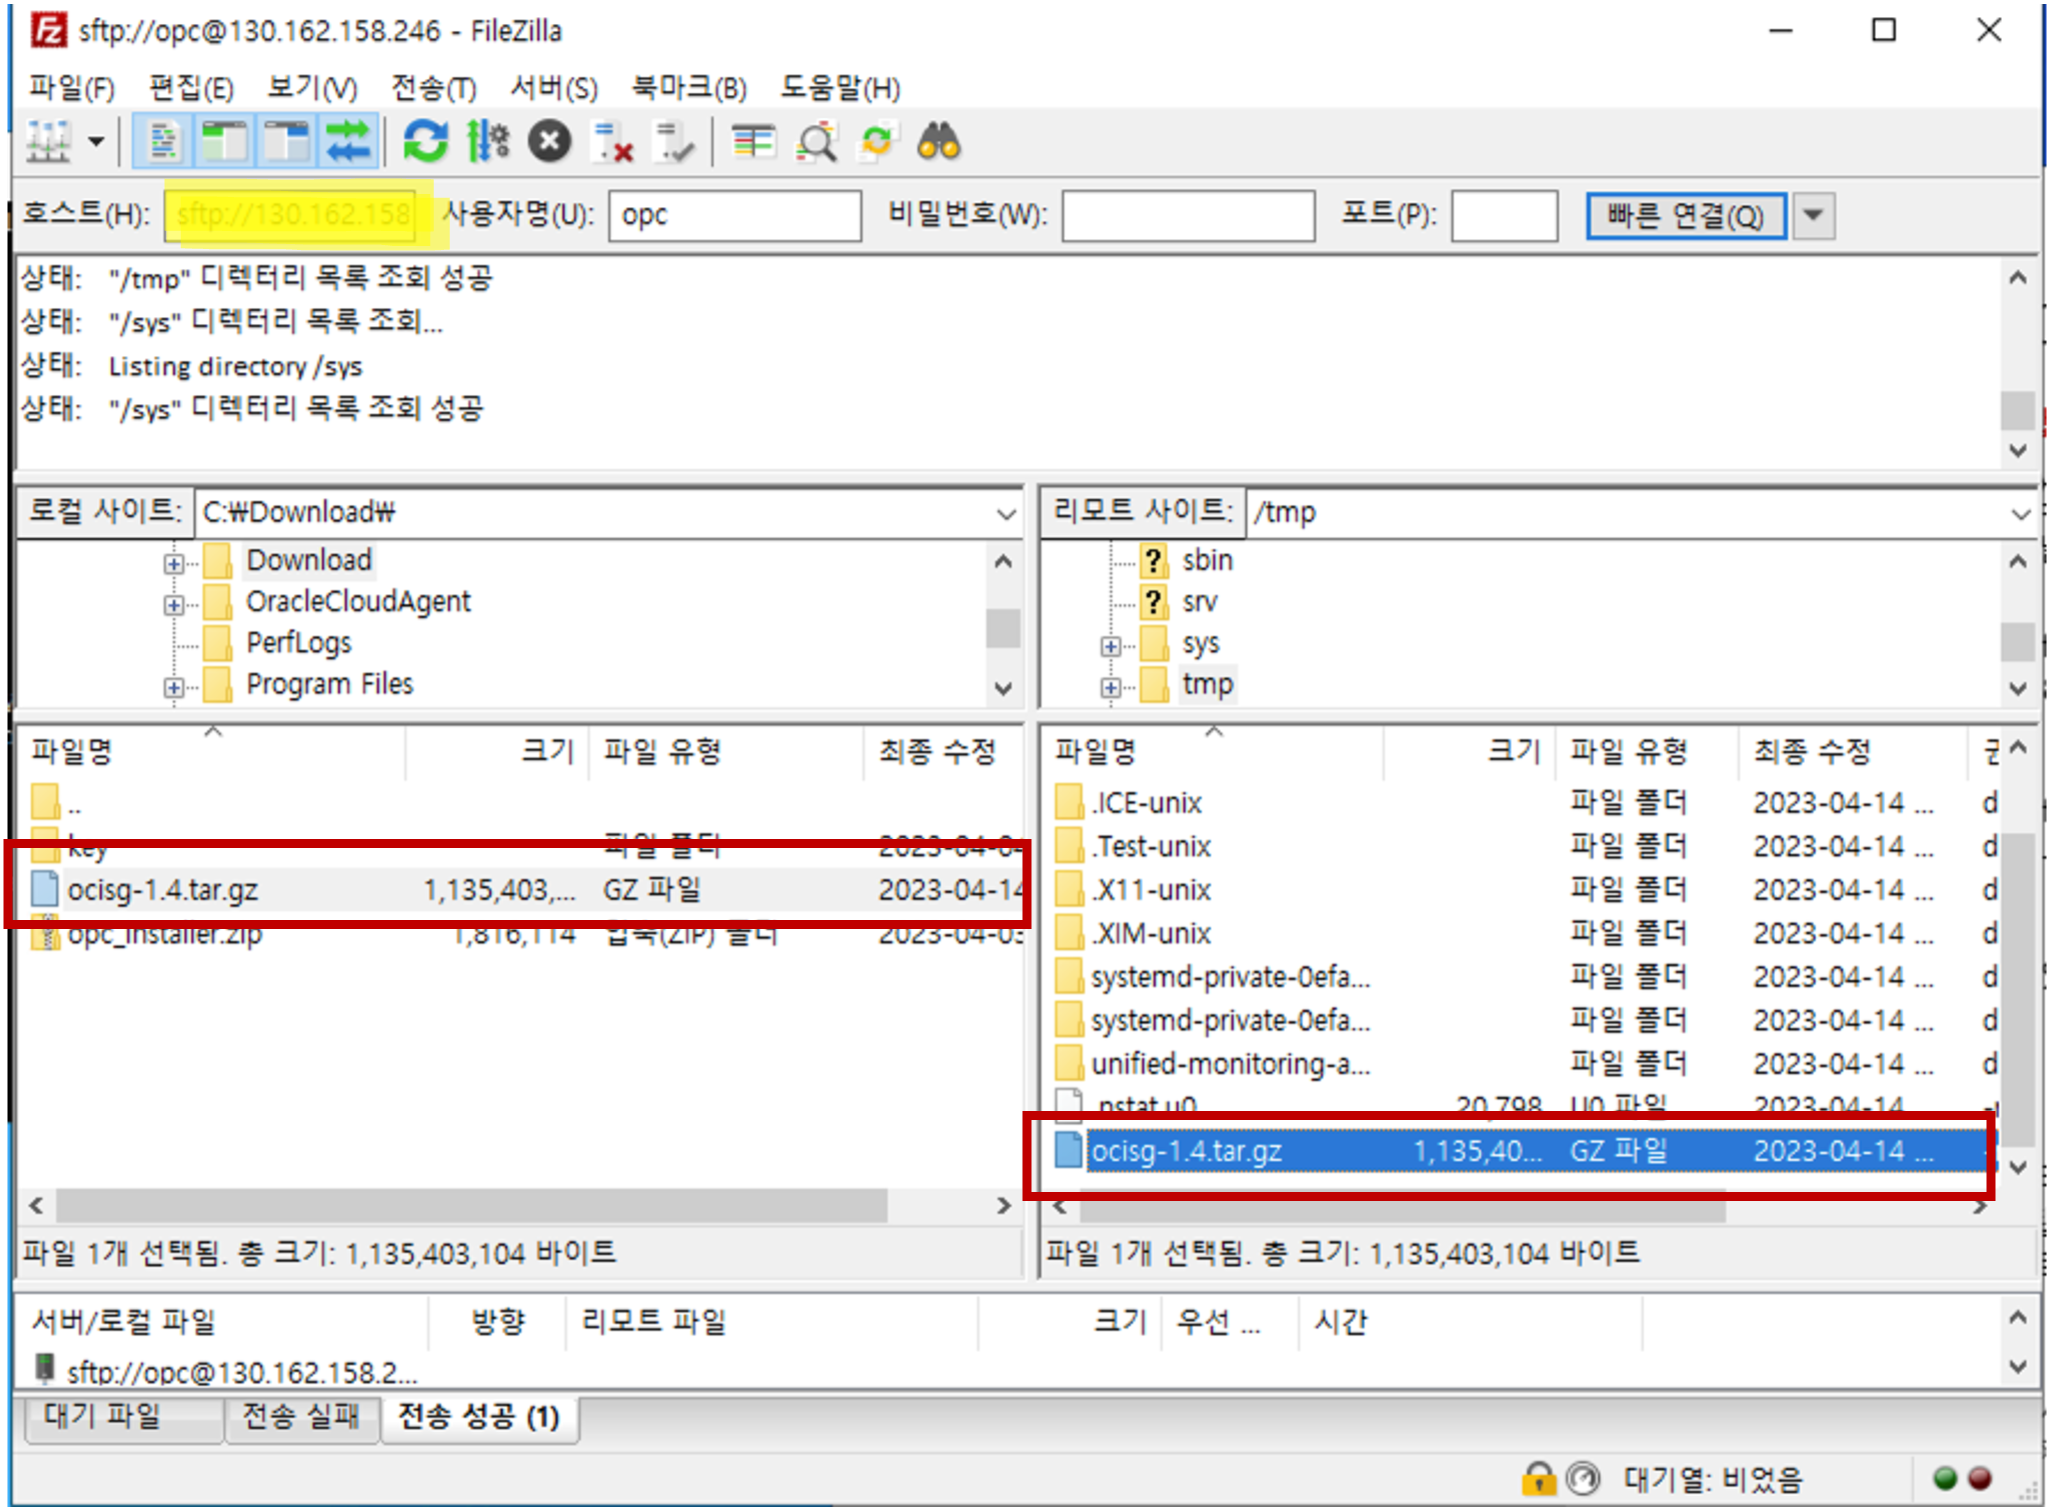 sftp://opc@130.162.158.246 - FileZilla
파일(F) 편집(E) 보기(V) 전송(T) 서버(S) 북마크(B) 도움말(H)
호스트(H): sftp://130.162.158 사용자명(U): opc 비밀번호(W): 포트(P): 빠른 연결(Q)
상태: "/tmp" 디렉터리 목록 조회 성공
상태: "/sys" 디렉터리 목록 조회...
상태: Listing directory /sys
상태: "/sys" 디렉터리 목록 조회 성공
로컬 사이트: C:₩Download₩
Download
OracleCloudAgent
PerfLogs
Program Files
리모트 사이트: /tmp
? sbin
? srv
sys
tmp
파일명 크기 파일 유형 최종 수정
..
key 파일 폴더 2023-04-04
ocisg-1.4.tar.gz 1,135,403,... GZ 파일 2023-04-14
opc_installer.zip 1,816,114 압축(ZIP) 폴더 2023-04-03
파일 1개 선택됨. 총 크기: 1,135,403,104 바이트
파일명 크기 파일 유형 최종 수정
.ICE-unix 파일 폴더 2023-04-14 ... d
.Test-unix 파일 폴더 2023-04-14 ... d
.X11-unix 파일 폴더 2023-04-14 ... d
.XIM-unix 파일 폴더 2023-04-14 ... d
systemd-private-0efa... 파일 폴더 2023-04-14 ... d
systemd-private-0efa... 파일 폴더 2023-04-14 ... d
unified-monitoring-a... 파일 폴더 2023-04-14 ... d
20,798 U0 파일 2023-04-14
ocisg-1.4.tar.gz 1,135,40... GZ 파일 2023-04-14 ...
파일 1개 선택됨. 총 크기: 1,135,403,104 바이트
서버/로컬 파일 방향 리모트 파일 크기 우선 ... 시간
sftp://opc@130.162.158.2...
대기 파일 전송 실패 전송 성공 (1)
대기열: 비었음